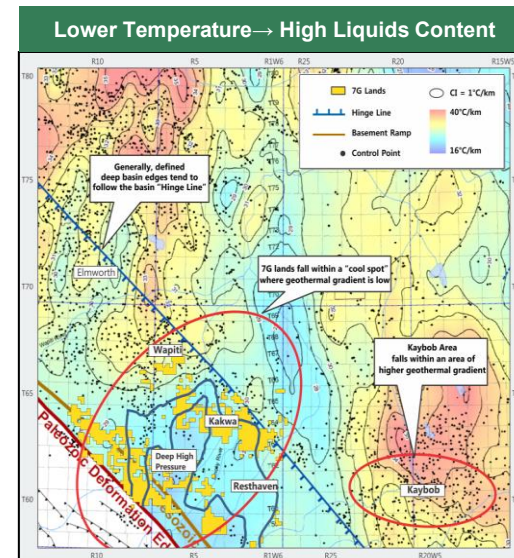 Lower Temperature→ High Liquids Content
R10
R5
R1W6
R25
R20
R15W5
T80
T75
T70
T65
T60
7G Lands
CI = 1°C/km
Hinge Line
40°C/km
Basement Ramp
Control Point
16°C/km
Generally, defined
deep basin edges tend to
follow the basin "Hinge Line"
Elmworth
7G lands fall within a "cool spot"
where geothermal gradient is low
Kaybob Area
falls within an area of
higher geothermal gradient
Wapiti
Kakwa
Deep High
Pressure
Resthaven
Kaybob
Paleozoic Deformation Ed
R10
R5
R1W6
R25
R20W5